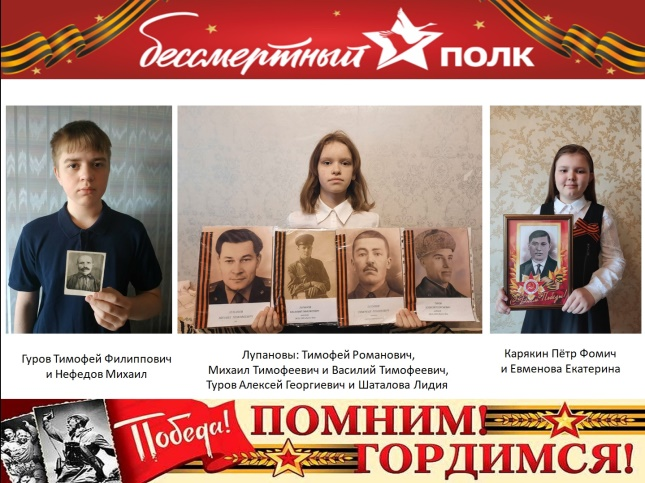 бессмертный ПОЛК
Гуров Тимофей Филиппович
и Нефедов Михаил
Лупановы: Тимофей Романович,
Михаил Тимофеевич и Василий Тимофеевич,
Туров Алексей Георгиевич и Шаталова Лидия
Карякин Пётр Фомич
и Евменова Екатерина
Победа!
ПОМНИМ!
ГОРДИМСЯ!